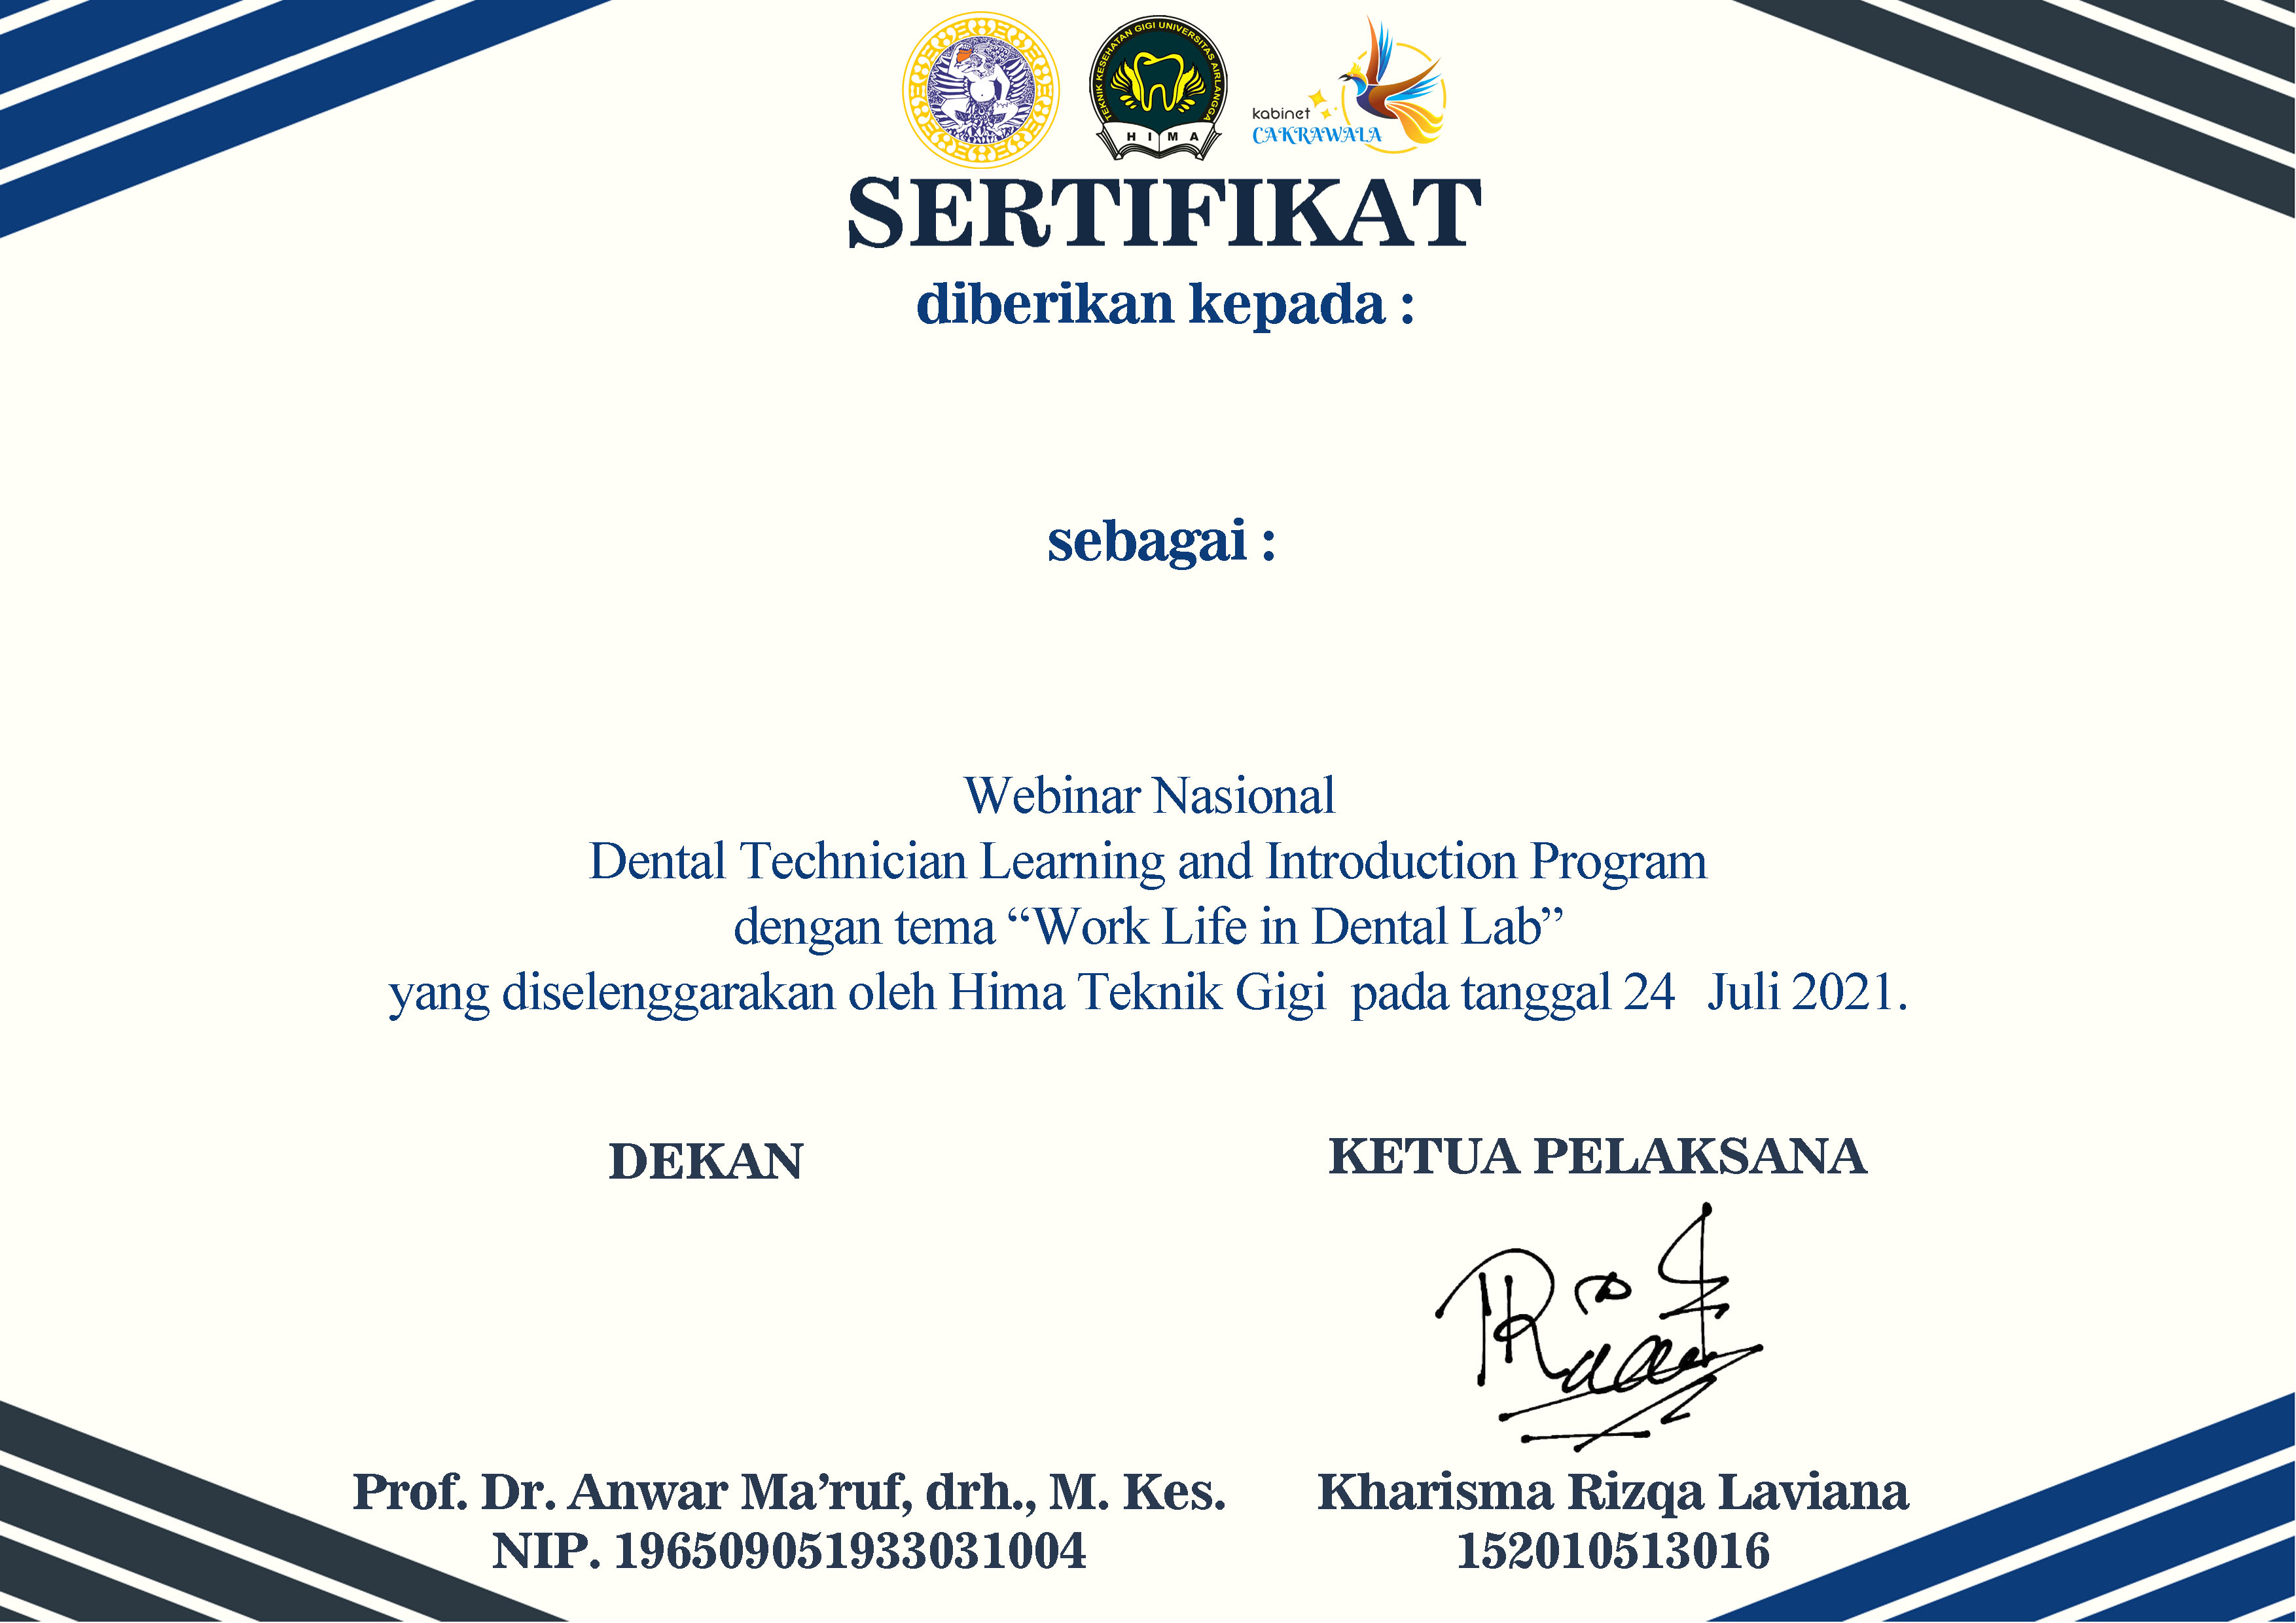 TEKNIK KESEHATAN GIGI UNIVERSITAS AIRLANGGA
HIMA
kabinet
CAKRAWALA
SERTIFIKAT
diberikan kepada :
sebagai :
Webinar Nasional
Dental Technician Learning and Introduction Program
dengan tema “Work Life in Dental Lab”
yang diselenggarakan oleh Hima Teknik Gigi pada tanggal 24 Juli 2021.
DEKAN
KETUA PELAKSANA
Prof. Dr. Anwar Ma’ruf, drh., M. Kes.
NIP. 196509051933031004
Kharisma Rizqa Laviana
152010513016